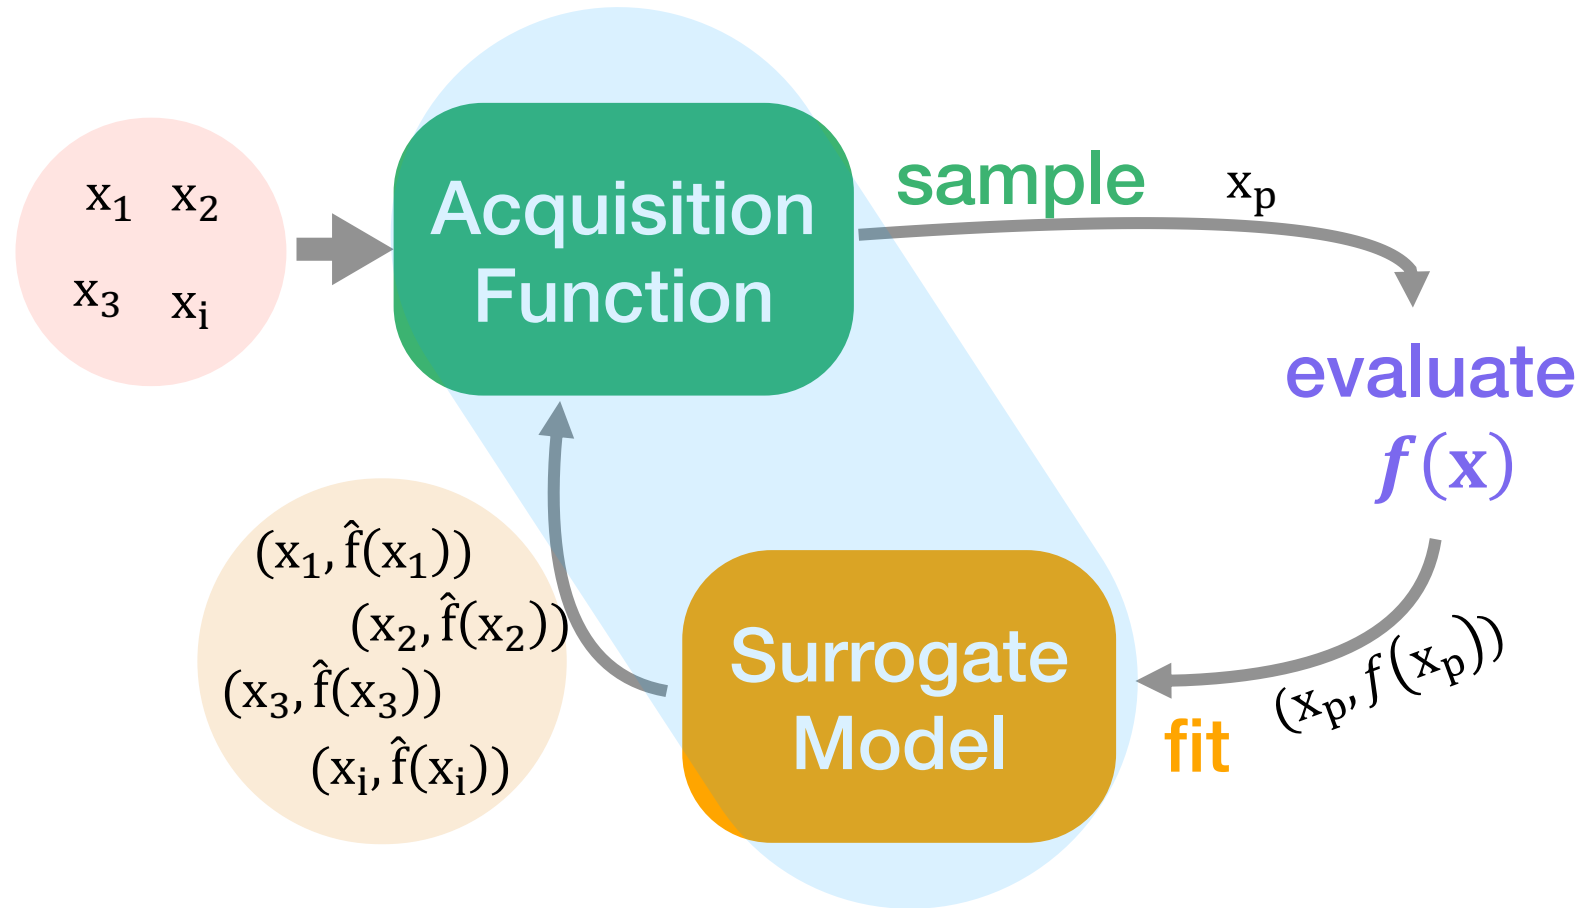 x₁ x₂
x₃ xᵢ
Acquisition
Function
sample xₚ
evaluate
f(x)
(x₁, f̂(x₁))
(x₂, f̂(x₂))
(x₃, f̂(x₃))
(xᵢ, f̂(xᵢ))
Surrogate
Model
(xₚ, f(xₚ))
fit